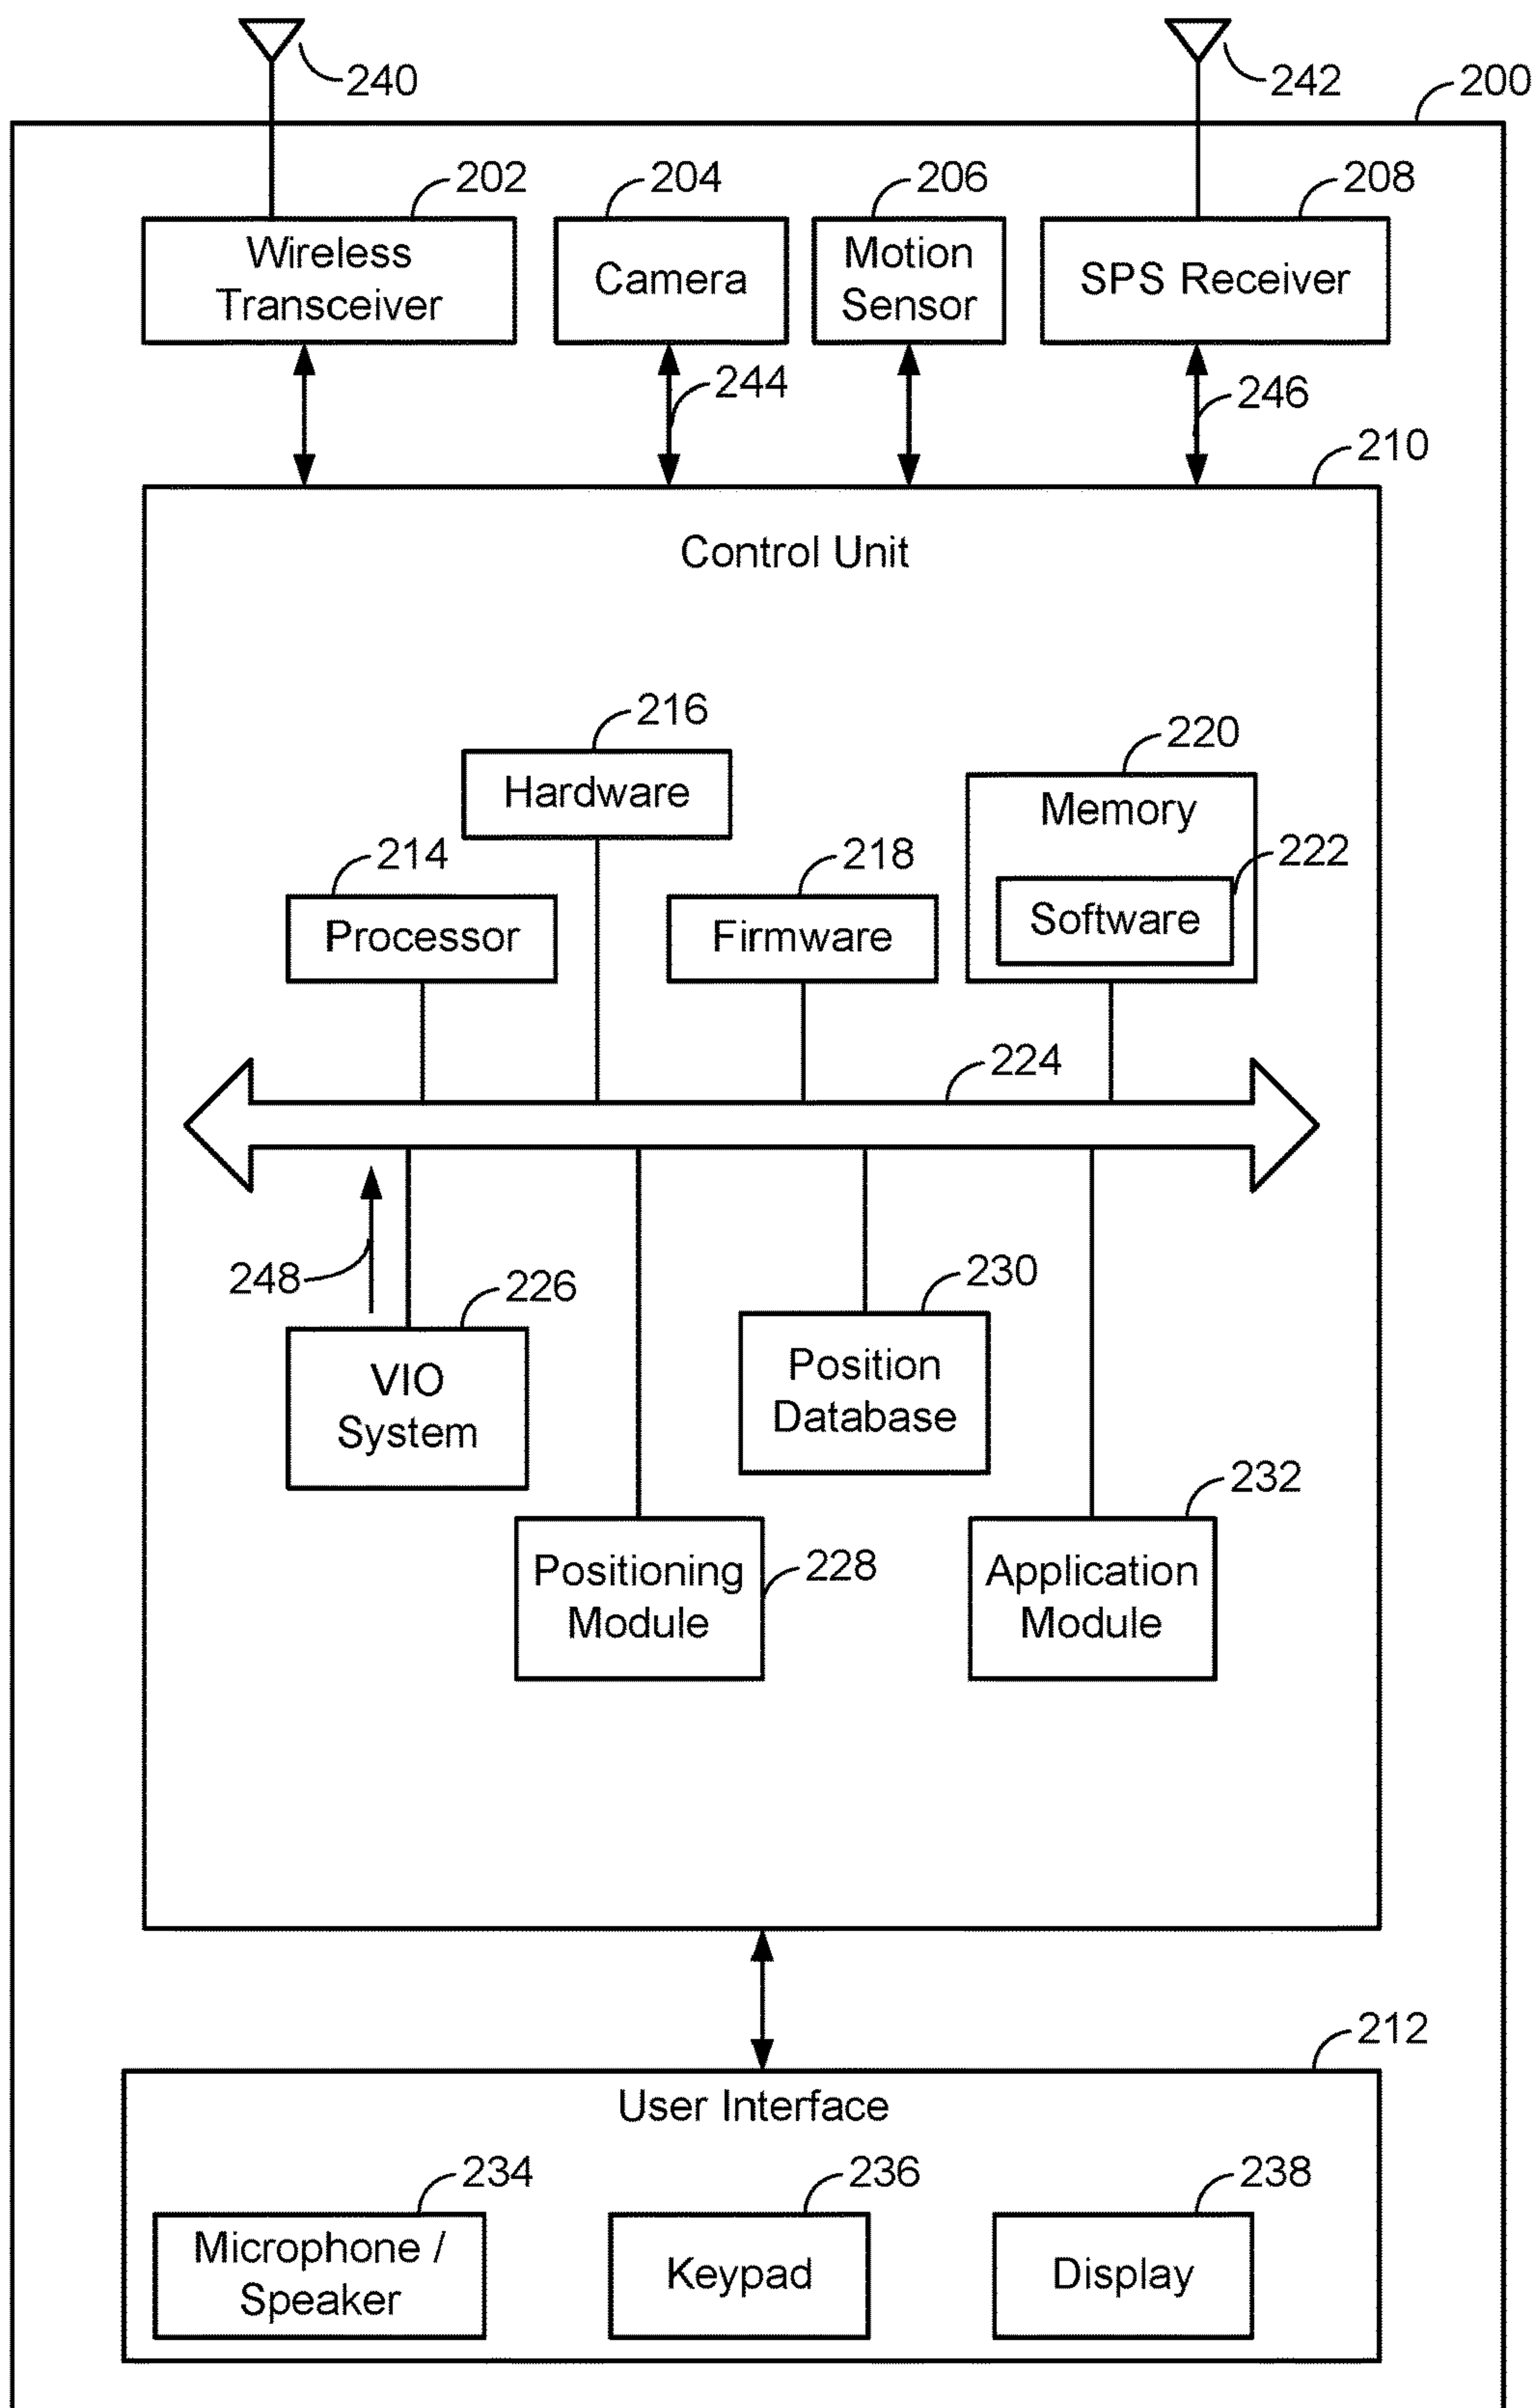 240
242
200
202
204
206
208
Wireless
Transceiver
Camera
Motion
Sensor
SPS Receiver
244
246
210
Control Unit
216
Hardware
220
Memory
222
Software
214
Processor
218
Firmware
224
248
226
VIO
System
230
Position
Database
228
Positioning
Module
232
Application
Module
212
User Interface
234
Microphone /
Speaker
236
Keypad
238
Display